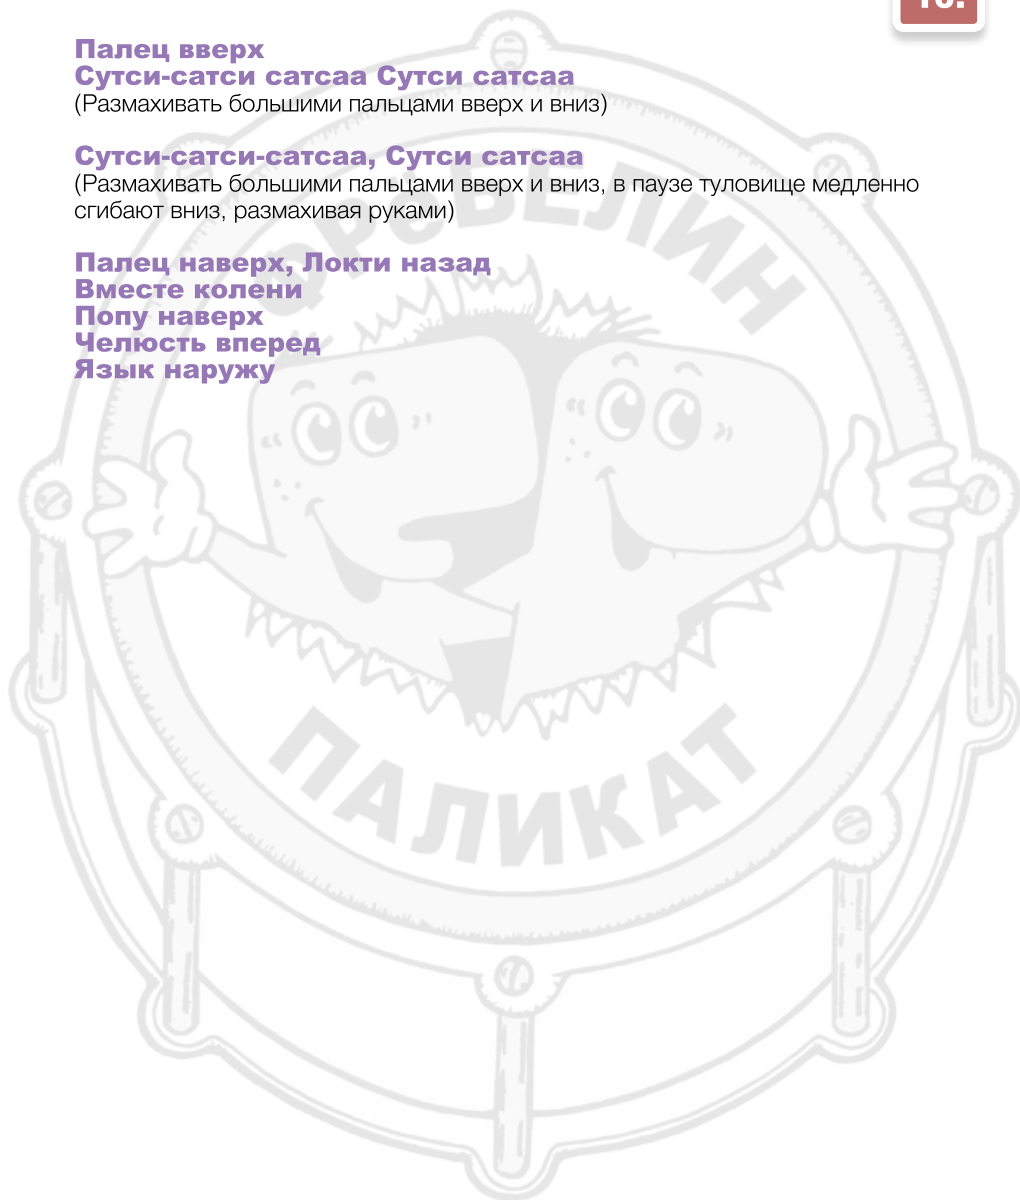 10.
Палец вверх
Сутси-сатси сатсаа Сутси сатсаа
(Размахивать большими пальцами вверх и вниз)
Сутси-сатси-сатсаа, Сутси сатсаа
(Размахивать большими пальцами вверх и вниз, в паузе туловище медленно
сгибают вниз, размахивая руками)
Палец наверх, Локти назад
Вместе колени
Попу наверх
Челюсть вперед
Язык наружу
ФРёБЕЛИН
ПАЛИКАТ